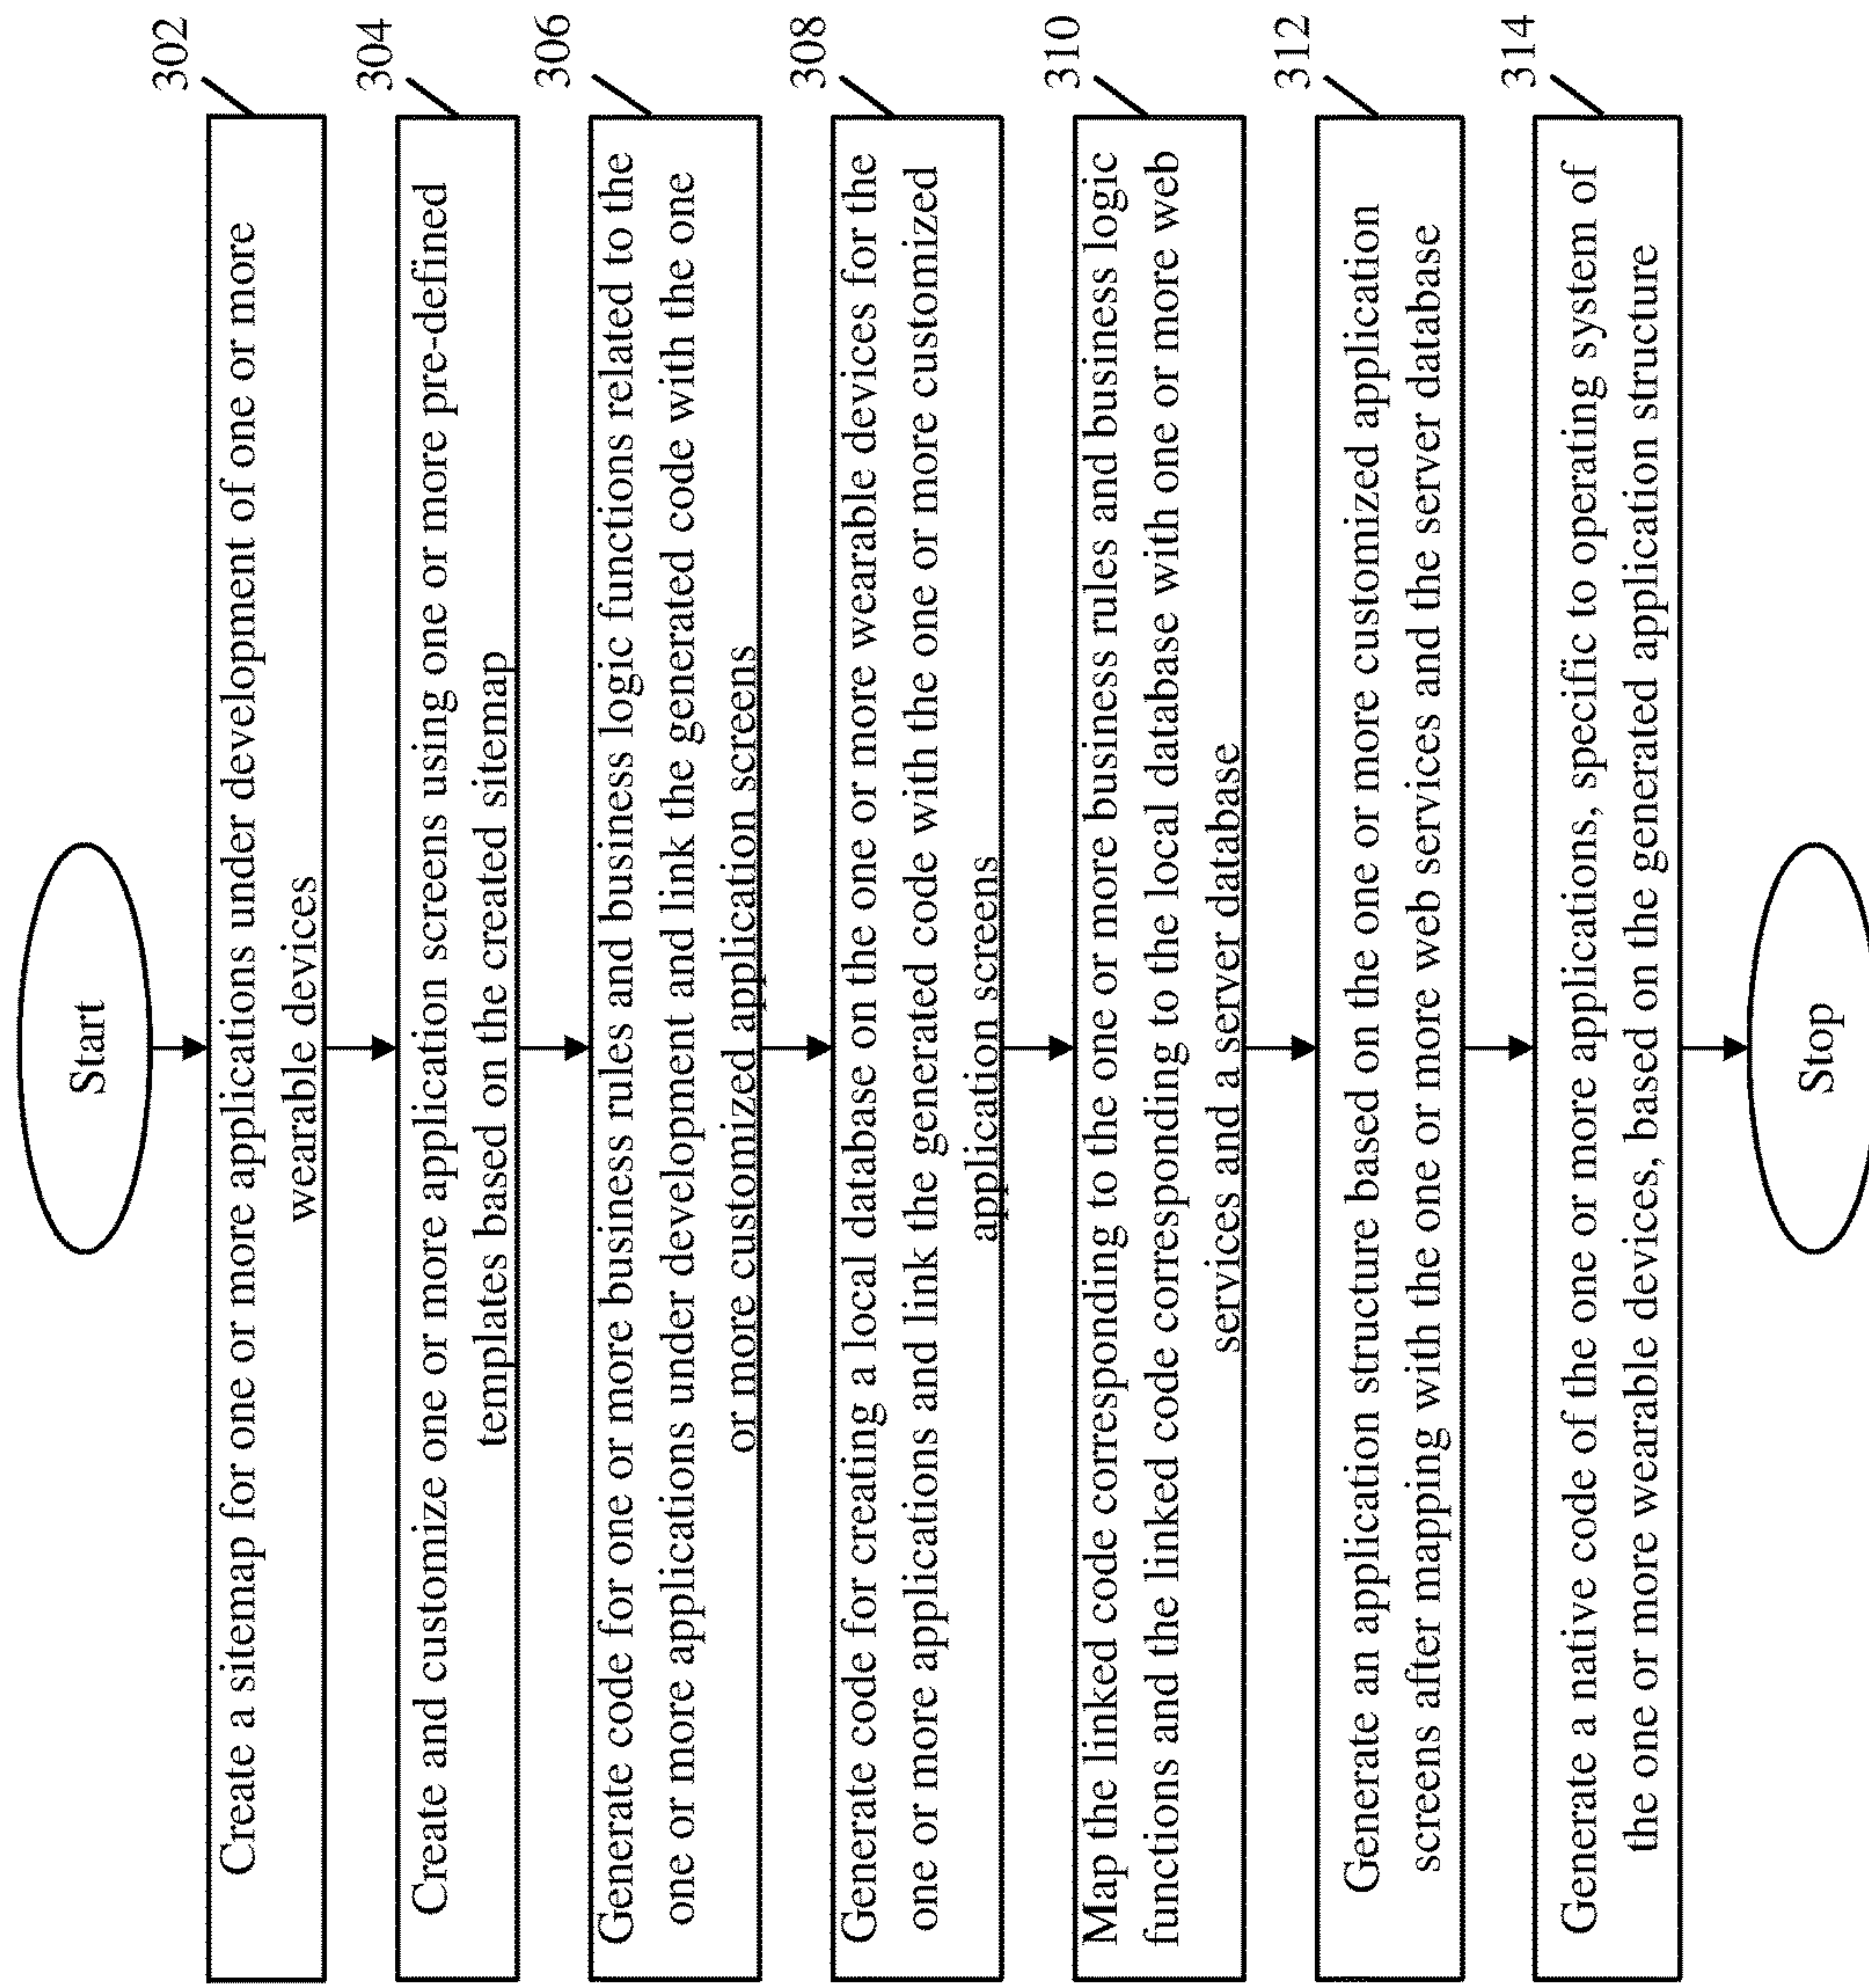 Start
302
Create a sitemap for one or more applications under development of one or more
wearable devices
304
Create and customize one or more application screens using one or more pre-defined
templates based on the created sitemap
306
Generate code for one or more business rules and business logic functions related to the
one or more applications under development and link the generated code with the one
or more customized application screens
308
Generate code for creating a local database on the one or more wearable devices for the
one or more applications and link the generated code with the one or more customized
application screens
310
Map the linked code corresponding to the one or more business rules and business logic
functions and the linked code corresponding to the local database with one or more web
services and a server database
312
Generate an application structure based on the one or more customized application
screens after mapping with the one or more web services and the server database
314
Generate a native code of the one or more applications, specific to operating system of
the one or more wearable devices, based on the generated application structure
Stop